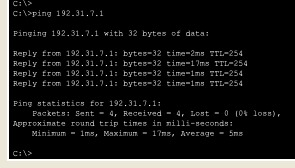 C:\>
C:\>ping 192.31.7.1
Pinging 192.31.7.1 with 32 bytes of data:
Reply from 192.31.7.1: bytes=32 time=2ms TTL=254
Reply from 192.31.7.1: bytes=32 time=17ms TTL=254
Reply from 192.31.7.1: bytes=32 time=1ms TTL=254
Reply from 192.31.7.1: bytes=32 time=1ms TTL=254
Ping statistics for 192.31.7.1:
Packets: Sent = 4, Received = 4, Lost = 0 (0% loss),
Approximate round trip times in milli-seconds:
Minimum = 1ms, Maximum = 17ms, Average = 5ms
C:\>